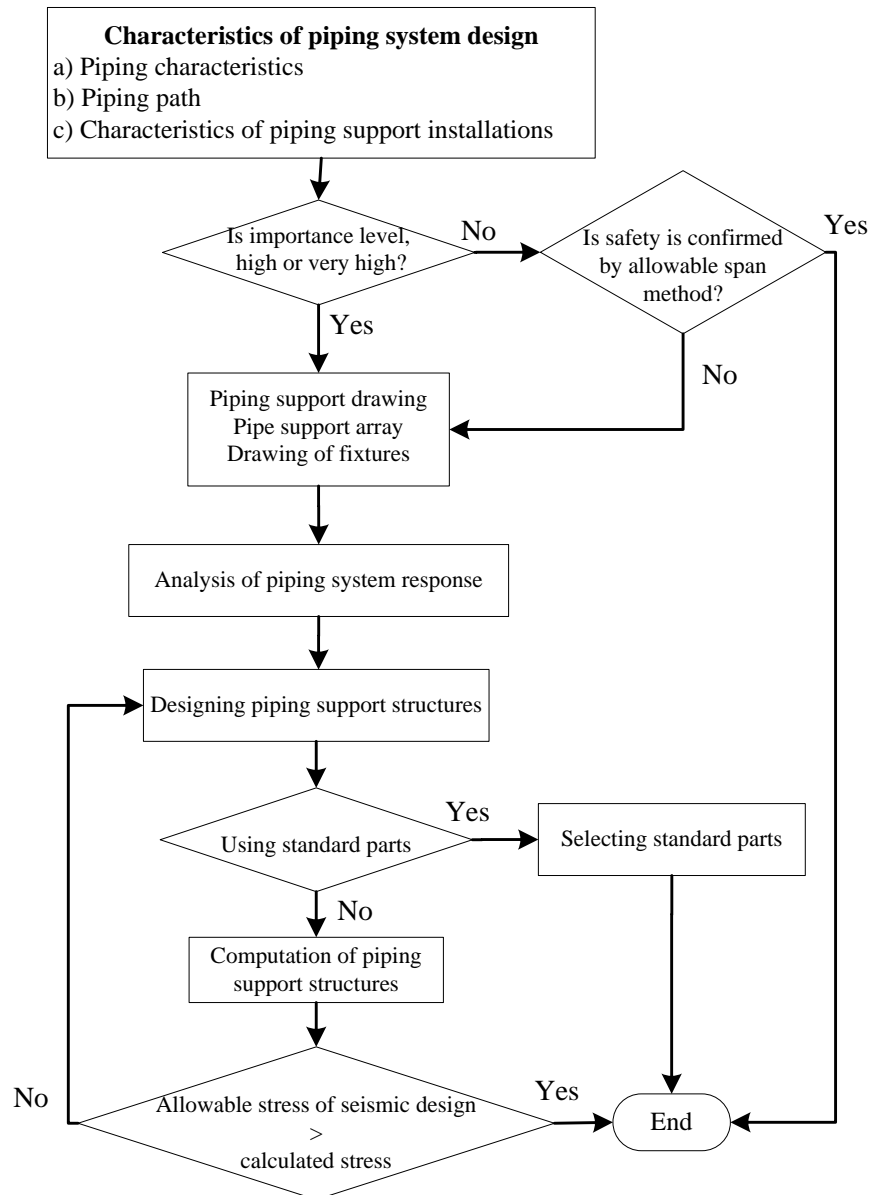 Characteristics of piping system design
a) Piping characteristics
b) Piping path
c) Characteristics of piping support installations
Is importance level,
high or very high?
No
Is safety is confirmed
by allowable span
method?
Yes
Yes
No
Piping support drawing
Pipe support array
Drawing of fixtures
Analysis of piping system response
Designing piping support structures
Using standard parts
Yes
Selecting standard parts
No
Computation of piping
support structures
Allowable stress of seismic design
>
calculated stress
No
Yes
End